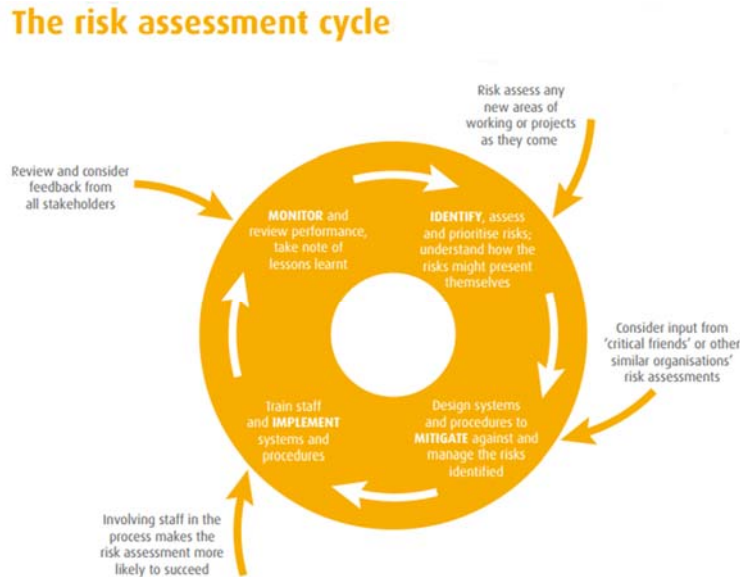 The risk assessment cycle
Risk assess any
new areas of
working or projects
as they come
Review and consider
feedback from
all stakeholders
MONITOR and
review performance,
take note of
lessons learnt
IDENTIFY, assess
and prioritise risks;
understand how the
risks might present
themselves
Consider input from
'critical friends' or other
similar organisations'
risk assessments
Train staff
and IMPLEMENT
systems and
procedures
Design systems
and procedures to
MITIGATE against and
manage the risks
identified
Involving staff in the
process makes the
risk assessment more
likely to succeed